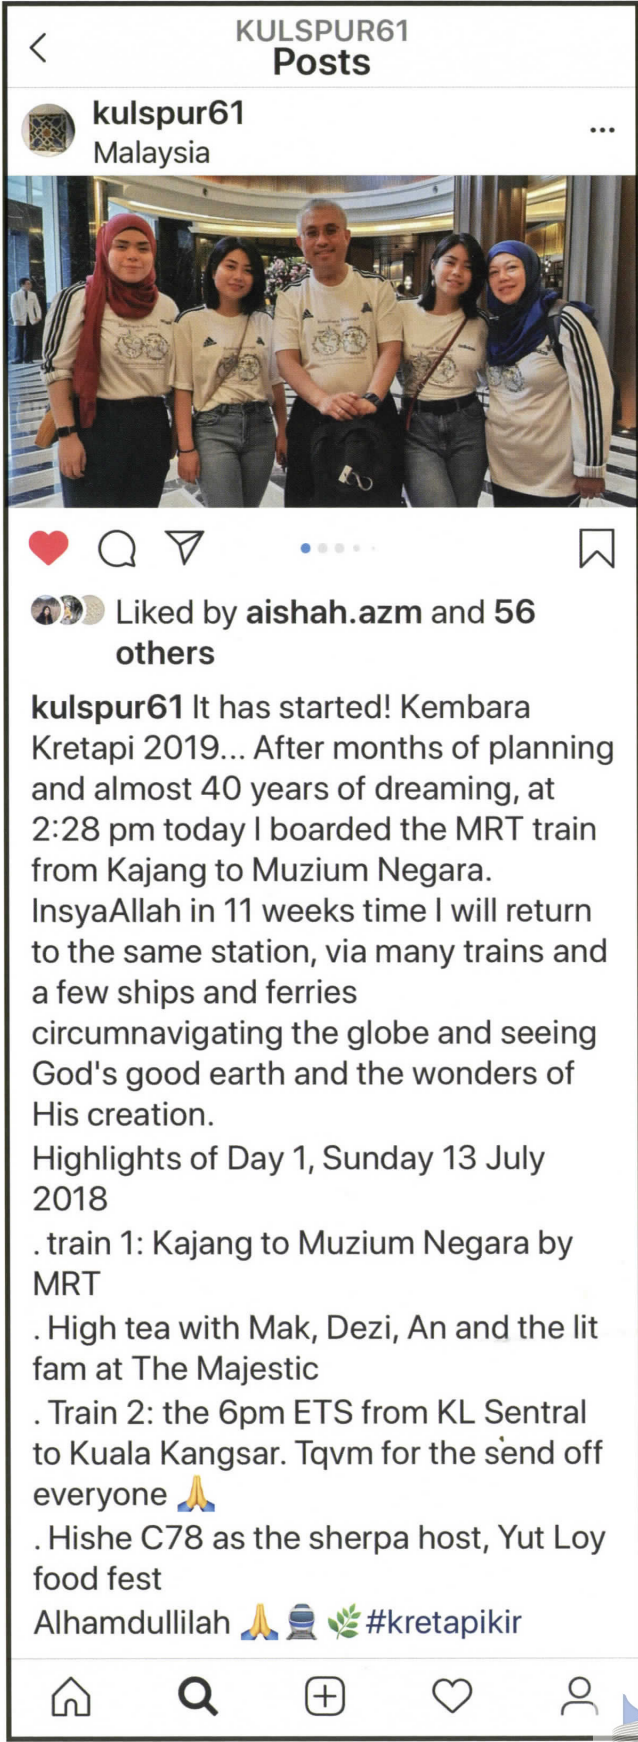 KULSPUR61
Posts
kulspur61
Malaysia
Liked by aishah.azm and 56
others
kulspur61 It has started! Kembara
Kretapi 2019... After months of planning
and almost 40 years of dreaming, at
2:28 pm today I boarded the MRT train
from Kajang to Muzium Negara.
InsyaAllah in 11 weeks time I will return
to the same station, via many trains and
a few ships and ferries
circumnavigating the globe and seeing
God's good earth and the wonders of
His creation.
Highlights of Day 1, Sunday 13 July
2018
. train 1: Kajang to Muzium Negara by
MRT
. High tea with Mak, Dezi, An and the lit
fam at The Majestic
. Train 2: the 6pm ETS from KL Sentral
to Kuala Kangsar. Tqvm for the send off
everyone 🙏
. Hishe C78 as the sherpa host, Yut Loy
food fest
Alhamdullilah 🙏 🚆 🌿 #kretapikir